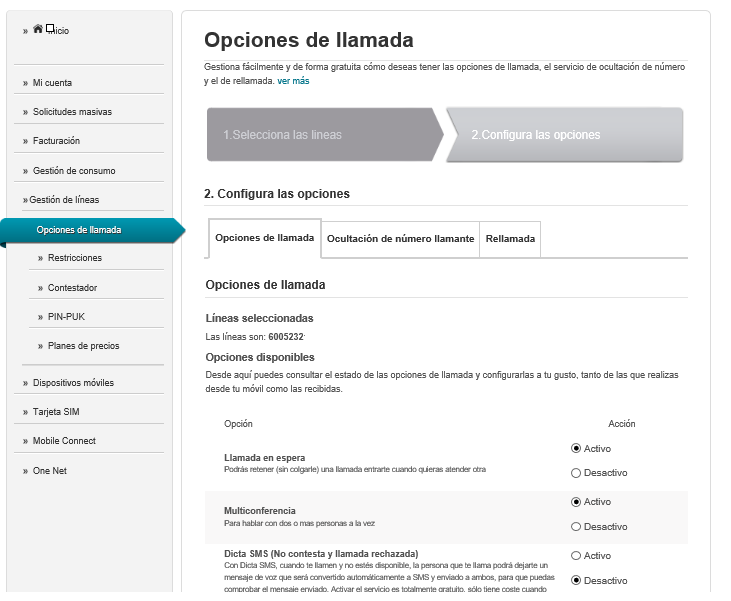 » Inicio
» Mi cuenta
» Solicitudes masivas
» Facturación
» Gestión de consumo
» Gestión de líneas
Opciones de llamada
» Restricciones
» Contestador
» PIN-PUK
» Planes de precios
» Dispositivos móviles
» Tarjeta SIM
» Mobile Connect
» One Net
Opciones de llamada
Gestiona fácilmente y de forma gratuita cómo deseas tener las opciones de llamada, el servicio de ocultación de número
y el de rellamada. ver más
1.Selecciona las lineas
2.Configura las opciones
2. Configura las opciones
Opciones de llamada
Ocultación de número llamante
Rellamada
Opciones de llamada
Líneas seleccionadas
Las líneas son: 6005232
Opciones disponibles
Desde aquí puedes consultar el estado de las opciones de llamada y configurarlas a tu gusto, tanto de las que realizas
desde tu móvil como las recibidas.
Opción
Acción
Llamada en espera
Podrás retener (sin colgarle) una llamada entrante cuando quieras atender otra
Activo
Desactivo
Multiconferencia
Para hablar con dos o mas personas a la vez
Activo
Desactivo
Dicta SMS (No contesta y llamada rechazada)
Con Dicta SMS, cuando te llamen y no estés disponible, la persona que te llama podrá dejarte un
mensaje de voz que será convertido automáticamente a SMS y enviado a ambos, para que puedas
comprobar el mensaje enviado. Activar el servicio es totalmente gratuito, sólo tiene coste cuando
Activo
Desactivo